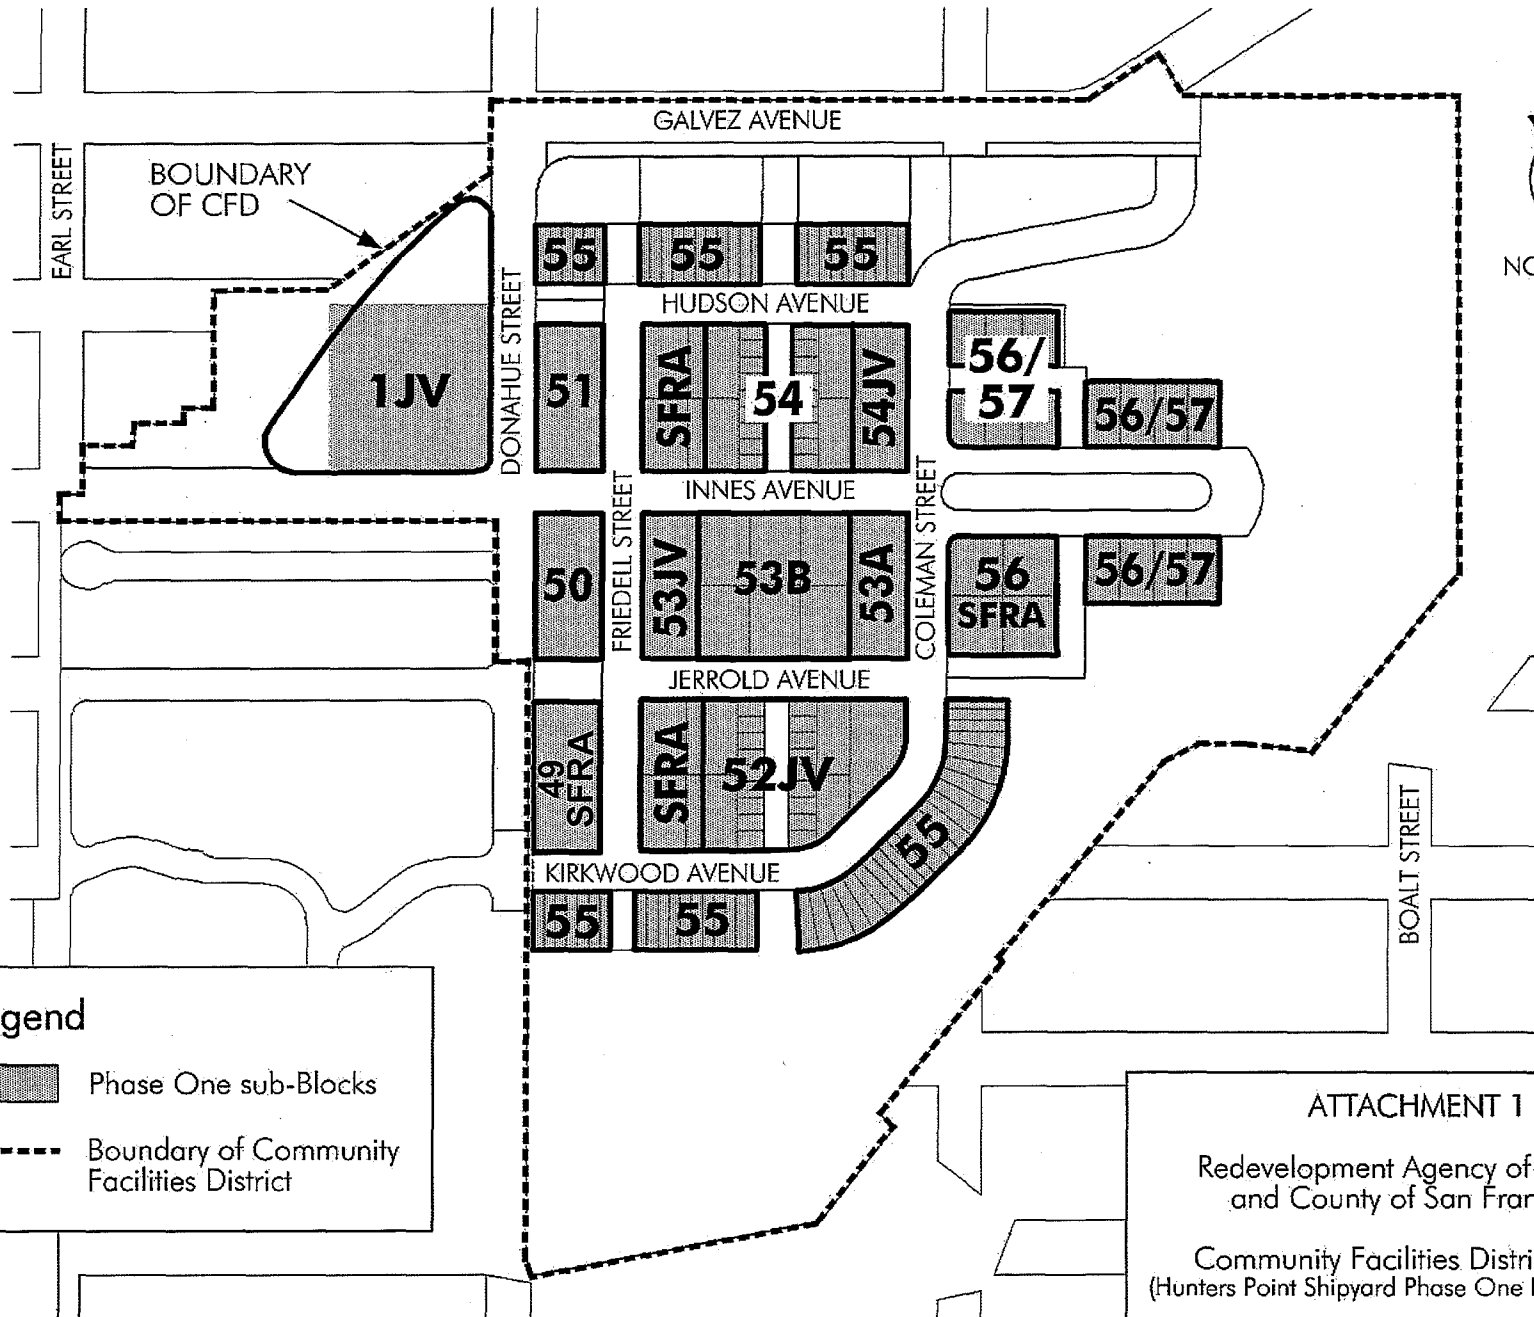 GALVEZ AVENUE
BOUNDARY
OF CFD
EARL STREET
55
55
55
NO
HUDSON AVENUE
DONAHUE STREET
1JV
51
SFRA
54
54JV
56/
57
56/57
INNES AVENUE
FRIEDELL STREET
COLEMAN STREET
50
53JV
53B
53A
56
SFRA
56/57
JERROLD AVENUE
49
SFRA
SFRA
52JV
55
BOALT STREET
KIRKWOOD AVENUE
55
55
gend
Phase One sub-Blocks
Boundary of Community
Facilities District
ATTACHMENT 1
Redevelopment Agency of
and County of San Fran
Community Facilities Distri
(Hunters Point Shipyard Phase One